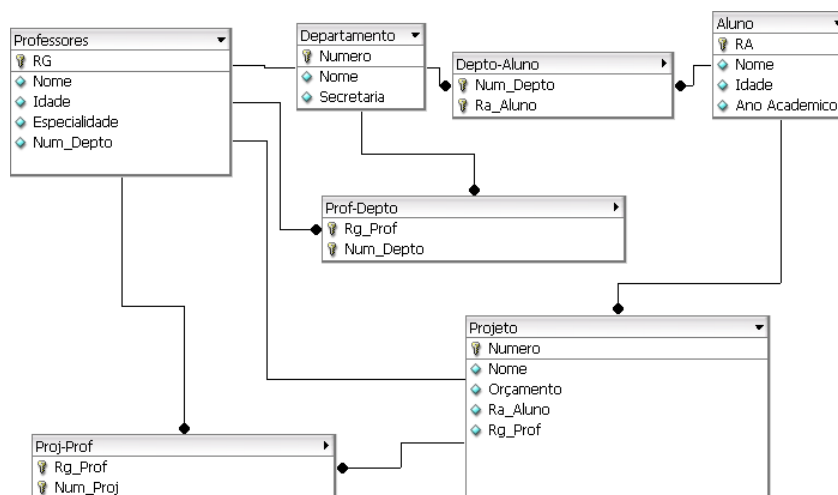 Professores
RG
Nome
Idade
Especialidade
Num_Depto
Departamento
Numero
Nome
Secretaria
Depto-Aluno
Num_Depto
Ra_Aluno
Aluno
RA
Nome
Idade
Ano Academico
Prof-Depto
Rg_Prof
Num_Depto
Projeto
Numero
Nome
Orçamento
Ra_Aluno
Rg_Prof
Proj-Prof
Rg_Prof
Num_Proj